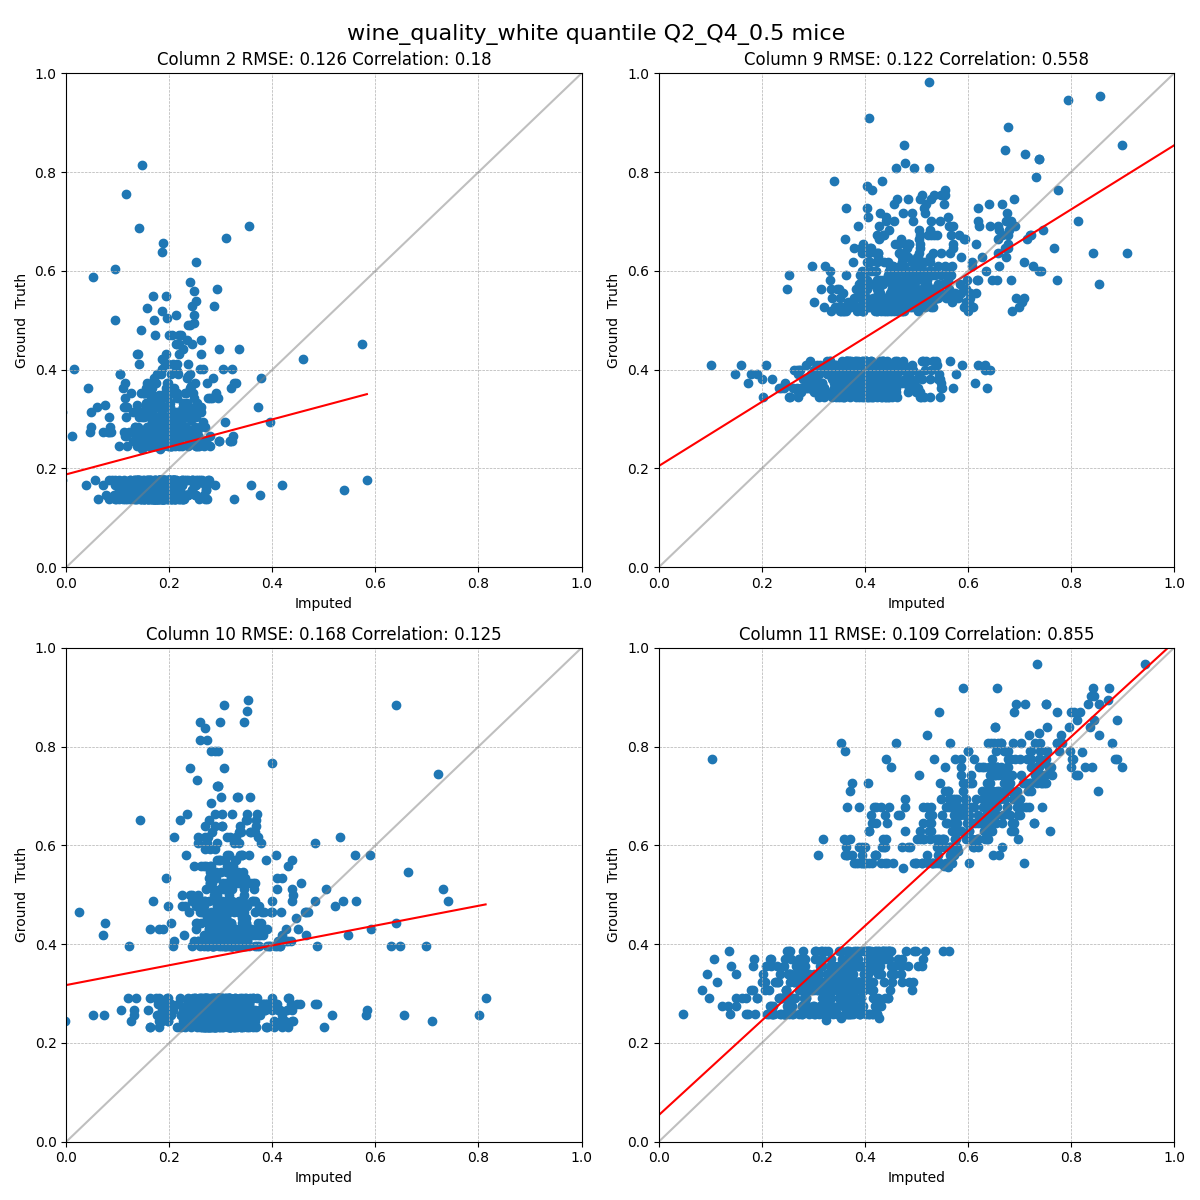 wine_quality_white quantile Q2_Q4_0.5 mice
Column 2 RMSE: 0.126 Correlation: 0.18
1.0
0.8
0.6
0.4
0.2
0.0
Ground Truth
0.0 0.2 0.4 0.6 0.8 1.0
Imputed
Column 9 RMSE: 0.122 Correlation: 0.558
1.0
0.8
0.6
0.4
0.2
0.0
Ground Truth
0.0 0.2 0.4 0.6 0.8 1.0
Imputed
Column 10 RMSE: 0.168 Correlation: 0.125
1.0
0.8
0.6
0.4
0.2
0.0
Ground Truth
0.0 0.2 0.4 0.6 0.8 1.0
Imputed
Column 11 RMSE: 0.109 Correlation: 0.855
1.0
0.8
0.6
0.4
0.2
0.0
Ground Truth
0.0 0.2 0.4 0.6 0.8 1.0
Imputed